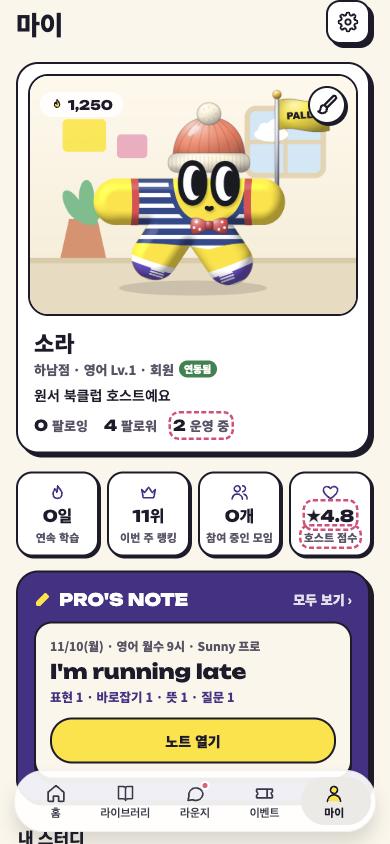 마이
1,250
소라
하남점 · 영어 Lv.1 · 회원 연동됨
원서 북클럽 호스트예요
0 팔로잉 4 팔로워 2 운영 중
0일 11위 0개 ★4.8
연속 학습 이번 주 랭킹 참여 중인 모임 호스트 점수
PRO'S NOTE 모두 보기 ›
11/10(월) · 영어 월수 9시 · Sunny 프로
I'm running late
표현 1 · 바로잡기 1 · 뜻 1 · 질문 1
노트 열기
홈 라이브러리 라운지 이벤트 마이
내 스터디